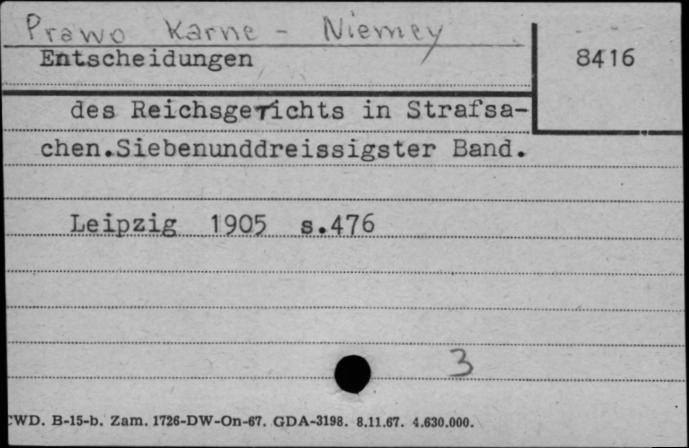 Prawo Karne - Niemcy
Entscheidungen
8416
des Reichsgerichts in Strafsa-
chen.Siebenunddreissigster Band.
Leipzig 1905 s.476
3
CWD. B-15-b. Zam. 1726-DW-On-67. GDA-3198. 8.11.67. 4.630.000.